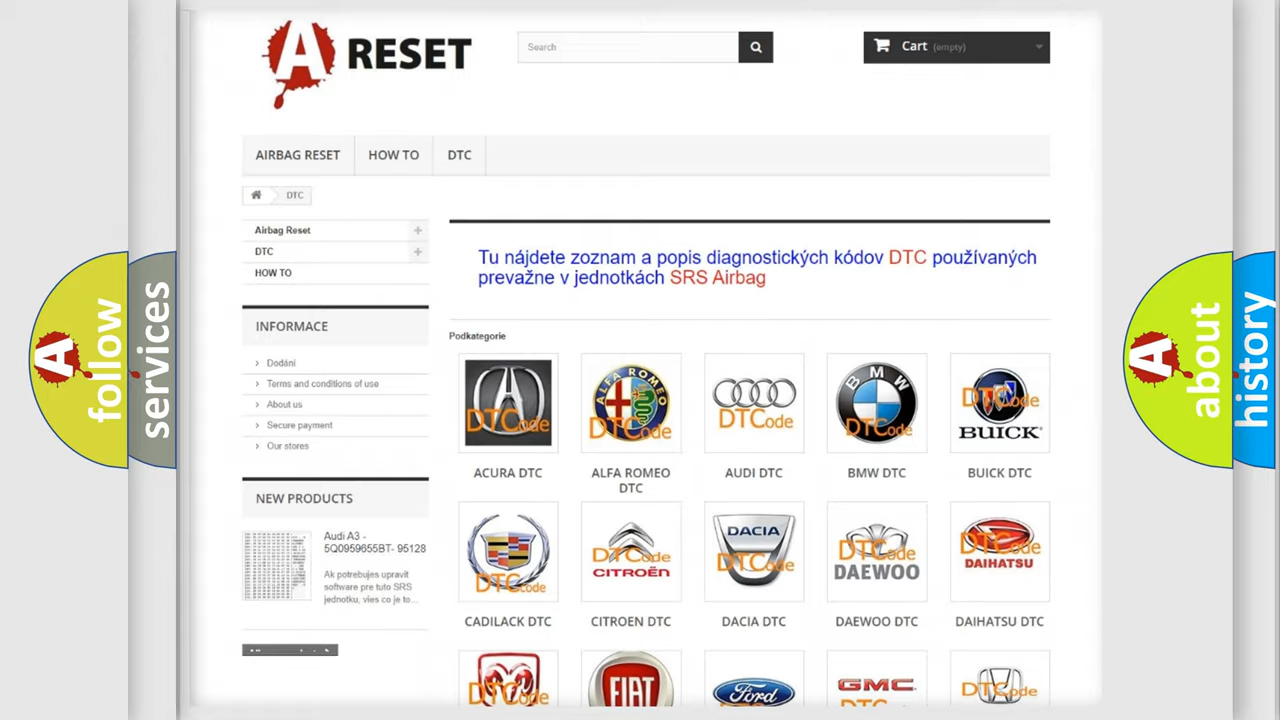 A RESET
Search
Cart (empty)
AIRBAG RESET
HOW TO
DTC
DTC
Airbag Reset
DTC
HOW TO
INFORMACE
Dodání
Terms and conditions of use
About us
Secure payment
Our stores
NEW PRODUCTS
Audi A3 -
5Q0959655BT- 95128
Ak potrebujes upravit
software pre tuto SRS
jednotku, vies co je to...
Tu nájdete zoznam a popis diagnostických kódov DTC používaných
prevažne v jednotkách SRS Airbag
Podkategorie
DTCode
ALFA ROMEO
DTCode
DTCode
BMW
DTCode
DTCode
BUICK
ACURA DTC
ALFA ROMEO
DTC
AUDI DTC
BMW DTC
BUICK DTC
DTCode
DTCode
CITROËN
DACIA
DTCode
DTCode
DAEWOO
DTCode
DAIHATSU
CADILACK DTC
CITROEN DTC
DACIA DTC
DAEWOO DTC
DAIHATSU DTC
DTCode
FIAT
Ford
GMC
DTCode
A
follow
services
A
about
history